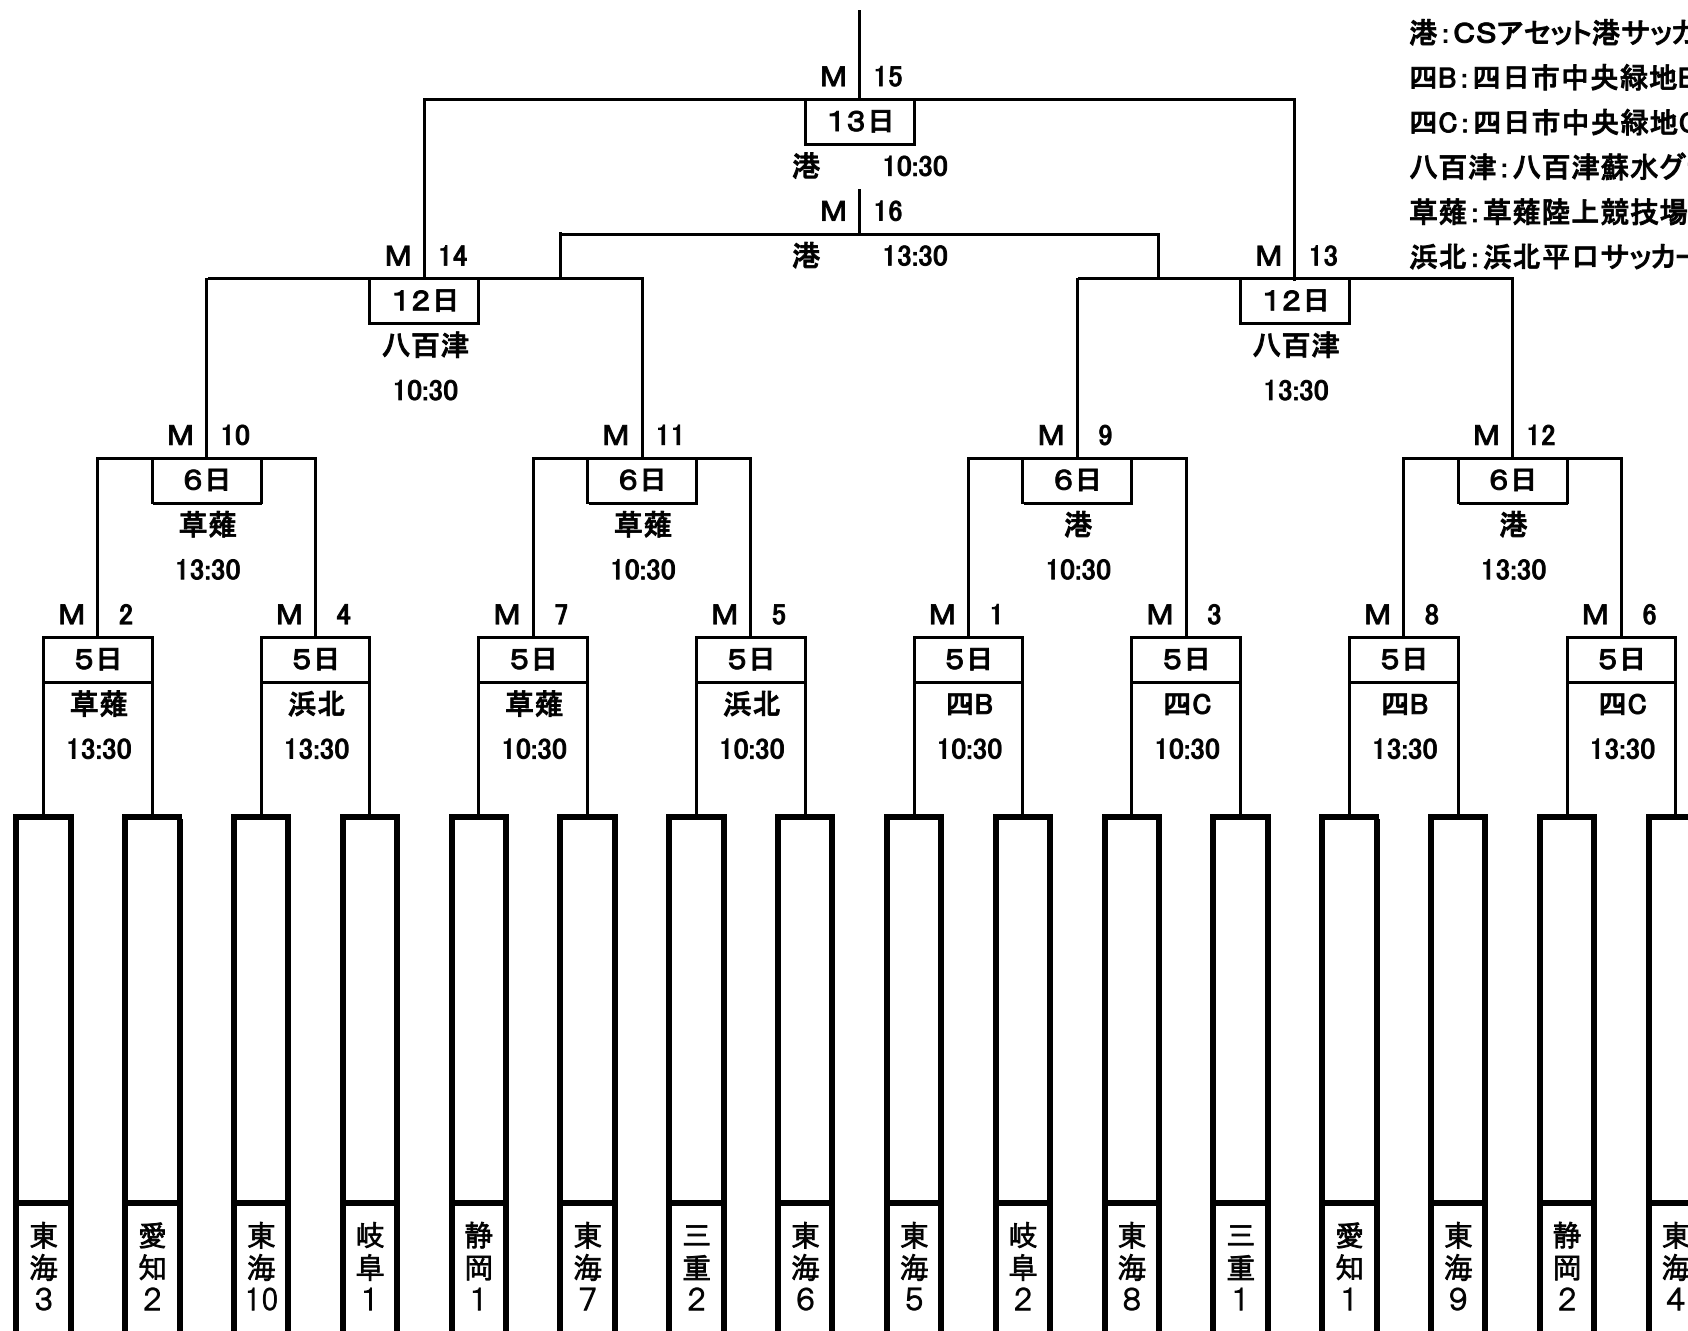 港:CSアセット港サッカ
M 15
四B:四日市中央緑地B
13日
四C:四日市中央緑地C
港 10:30
八百津:八百津蘇水グ
M 16
草薙:草薙陸上競技場
M 14
港 13:30
M 13
浜北:浜北平口サッカー
12日
12日
八百津
八百津
10:30
13:30
M 10
M 11
M 9
M 12
6日
6日
6日
6日
草薙
草薙
港
港
13:30
10:30
10:30
13:30
M 2
M 4
M 7
M 5
M 1
M 3
M 8
M 6
5日
5日
5日
5日
5日
5日
5日
5日
草薙
浜北
草薙
浜北
四B
四C
四B
四C
13:30
13:30
10:30
10:30
10:30
10:30
13:30
13:30
東海3
愛知2
東海10
岐阜1
静岡1
東海7
三重2
東海6
東海5
岐阜2
東海8
三重1
愛知1
東海9
静岡2
東海4